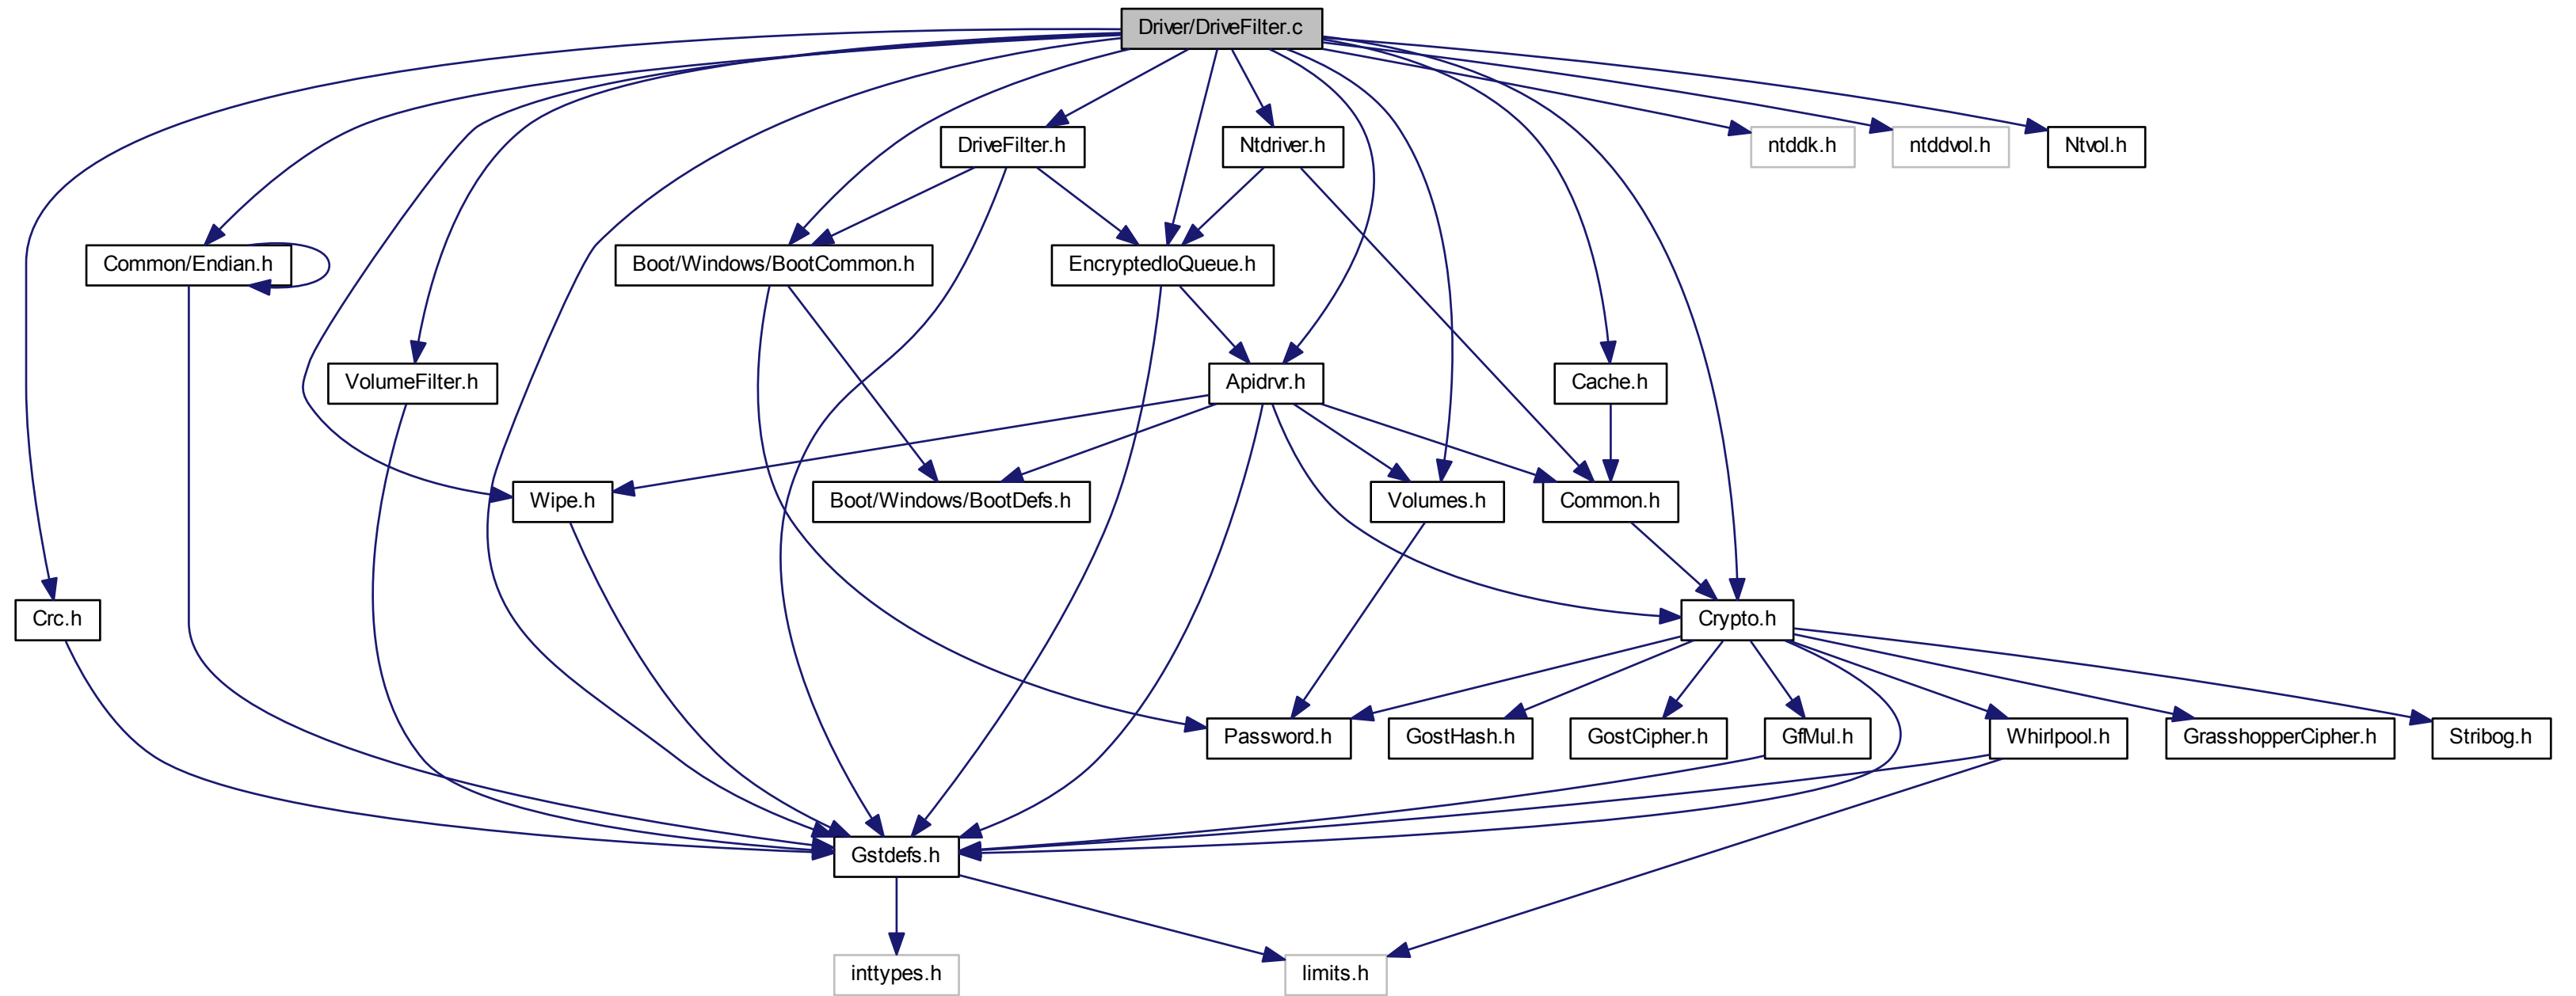 Driver/DriveFilter.c
DriveFilter.h
Ntdriver.h
ntddk.h
ntddvol.h
Ntvol.h
Common/Endian.h
Boot/Windows/BootCommon.h
EncryptedIoQueue.h
VolumeFilter.h
Apidrvr.h
Cache.h
Wipe.h
Boot/Windows/BootDefs.h
Volumes.h
Common.h
Crc.h
Crypto.h
Password.h
GostHash.h
GostCipher.h
GfMul.h
Whirlpool.h
GrasshopperCipher.h
Stribog.h
Gstdefs.h
inttypes.h
limits.h